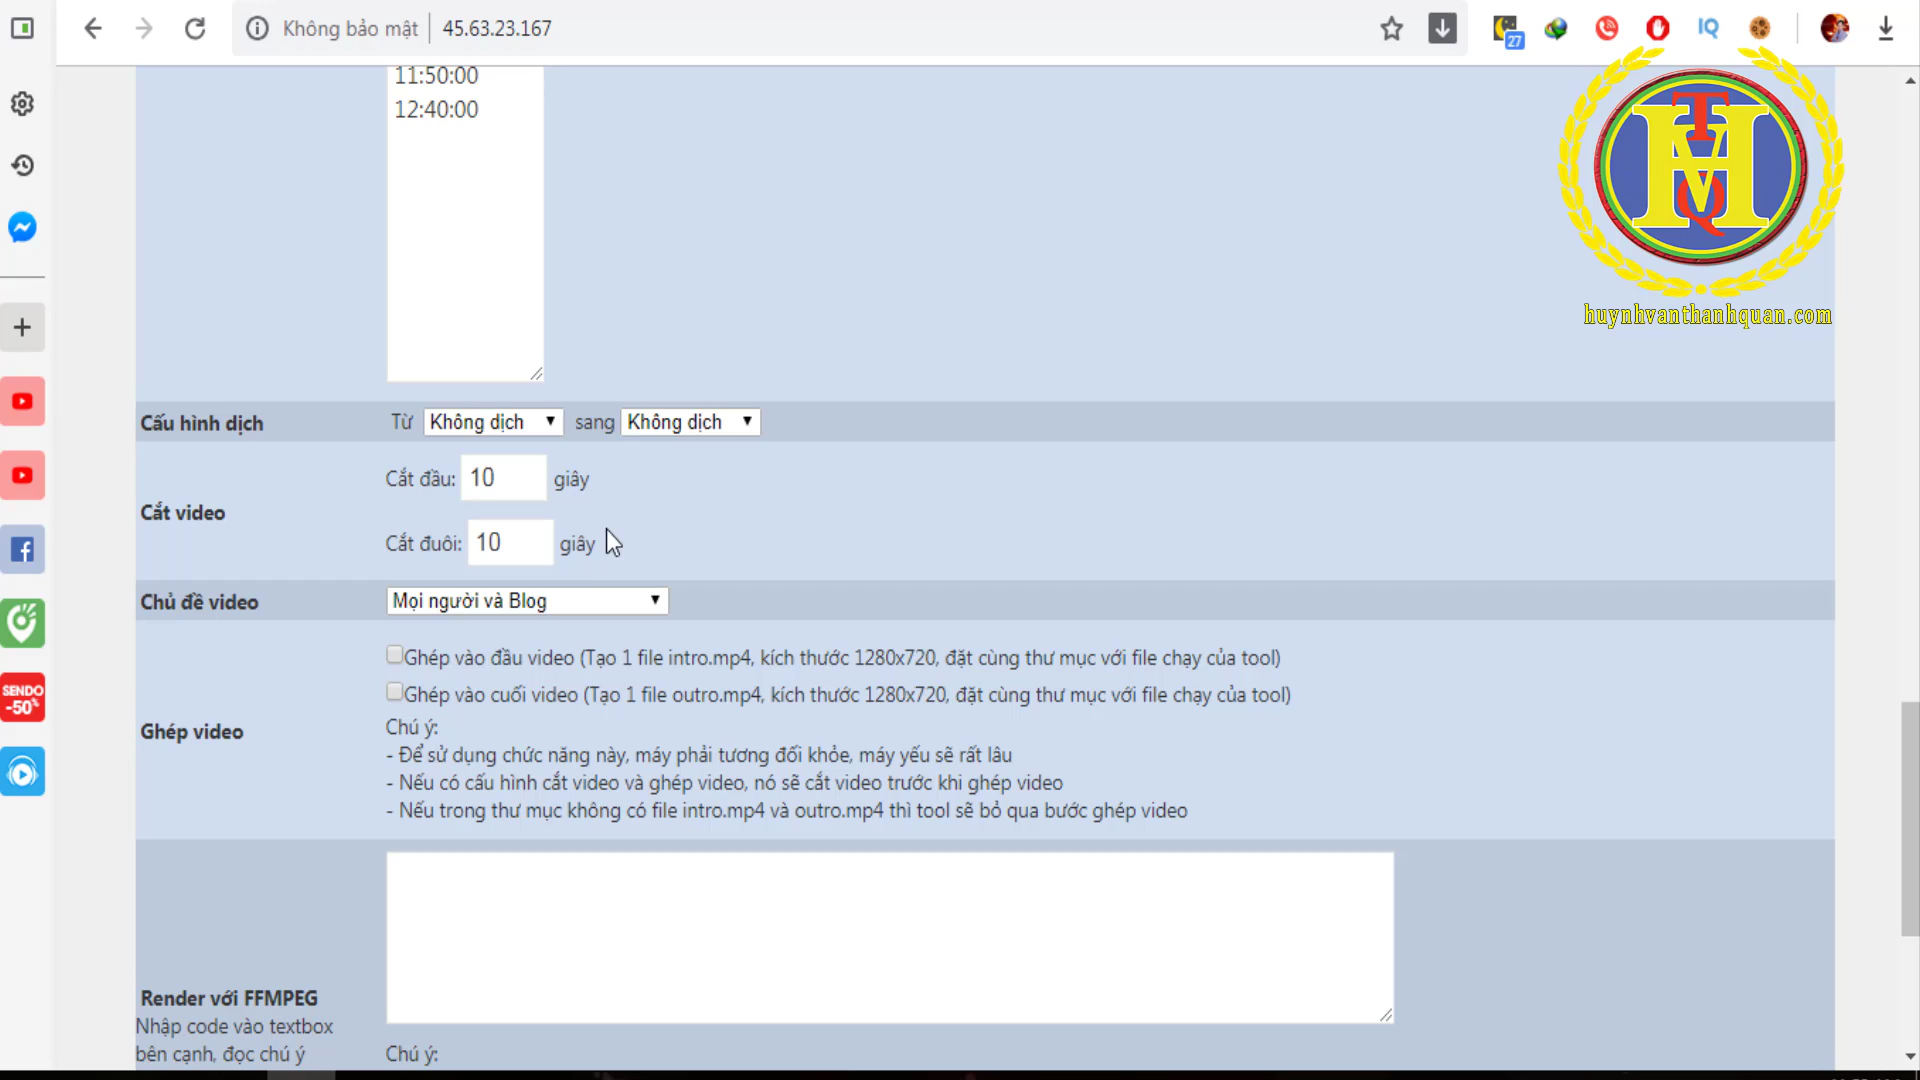 Không bảo mật
45.63.23.167
27
IQ
11:50:00
12:40:00
T
H
V
Q
huynhvanthanhquan.com
Cấu hình dịch
Từ Không dịch sang Không dịch
Cắt video
Cắt đầu: 10 giây
Cắt đuôi: 10 giây
Chủ đề video
Mọi người và Blog
Ghép video
Ghép vào đầu video (Tạo 1 file intro.mp4, kích thước 1280x720, đặt cùng thư mục với file chạy của tool)
Ghép vào cuối video (Tạo 1 file outro.mp4, kích thước 1280x720, đặt cùng thư mục với file chạy của tool)
Chú ý:
- Để sử dụng chức năng này, máy phải tương đối khỏe, máy yếu sẽ rất lâu
- Nếu có cấu hình cắt video và ghép video, nó sẽ cắt video trước khi ghép video
- Nếu trong thư mục không có file intro.mp4 và outro.mp4 thì tool sẽ bỏ qua bước ghép video
Render với FFMPEG
Nhập code vào textbox
bên cạnh, đọc chú ý
Chú ý:
SENDO
-50%